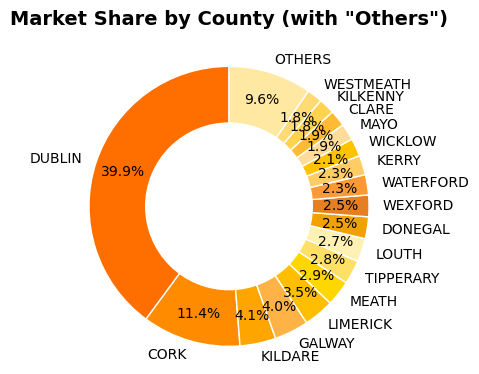 Market Share by County (with "Others")
OTHERS
9.6%
WESTMEATH
1.8%
KILKENNY
1.8%
CLARE
1.9%
MAYO
1.9%
WICKLOW
2.1%
KERRY
2.3%
WATERFORD
2.3%
WEXFORD
2.5%
DONEGAL
2.5%
LOUTH
2.7%
TIPPERARY
2.8%
MEATH
2.9%
LIMERICK
3.5%
GALWAY
4.0%
KILDARE
4.1%
CORK
11.4%
DUBLIN
39.9%